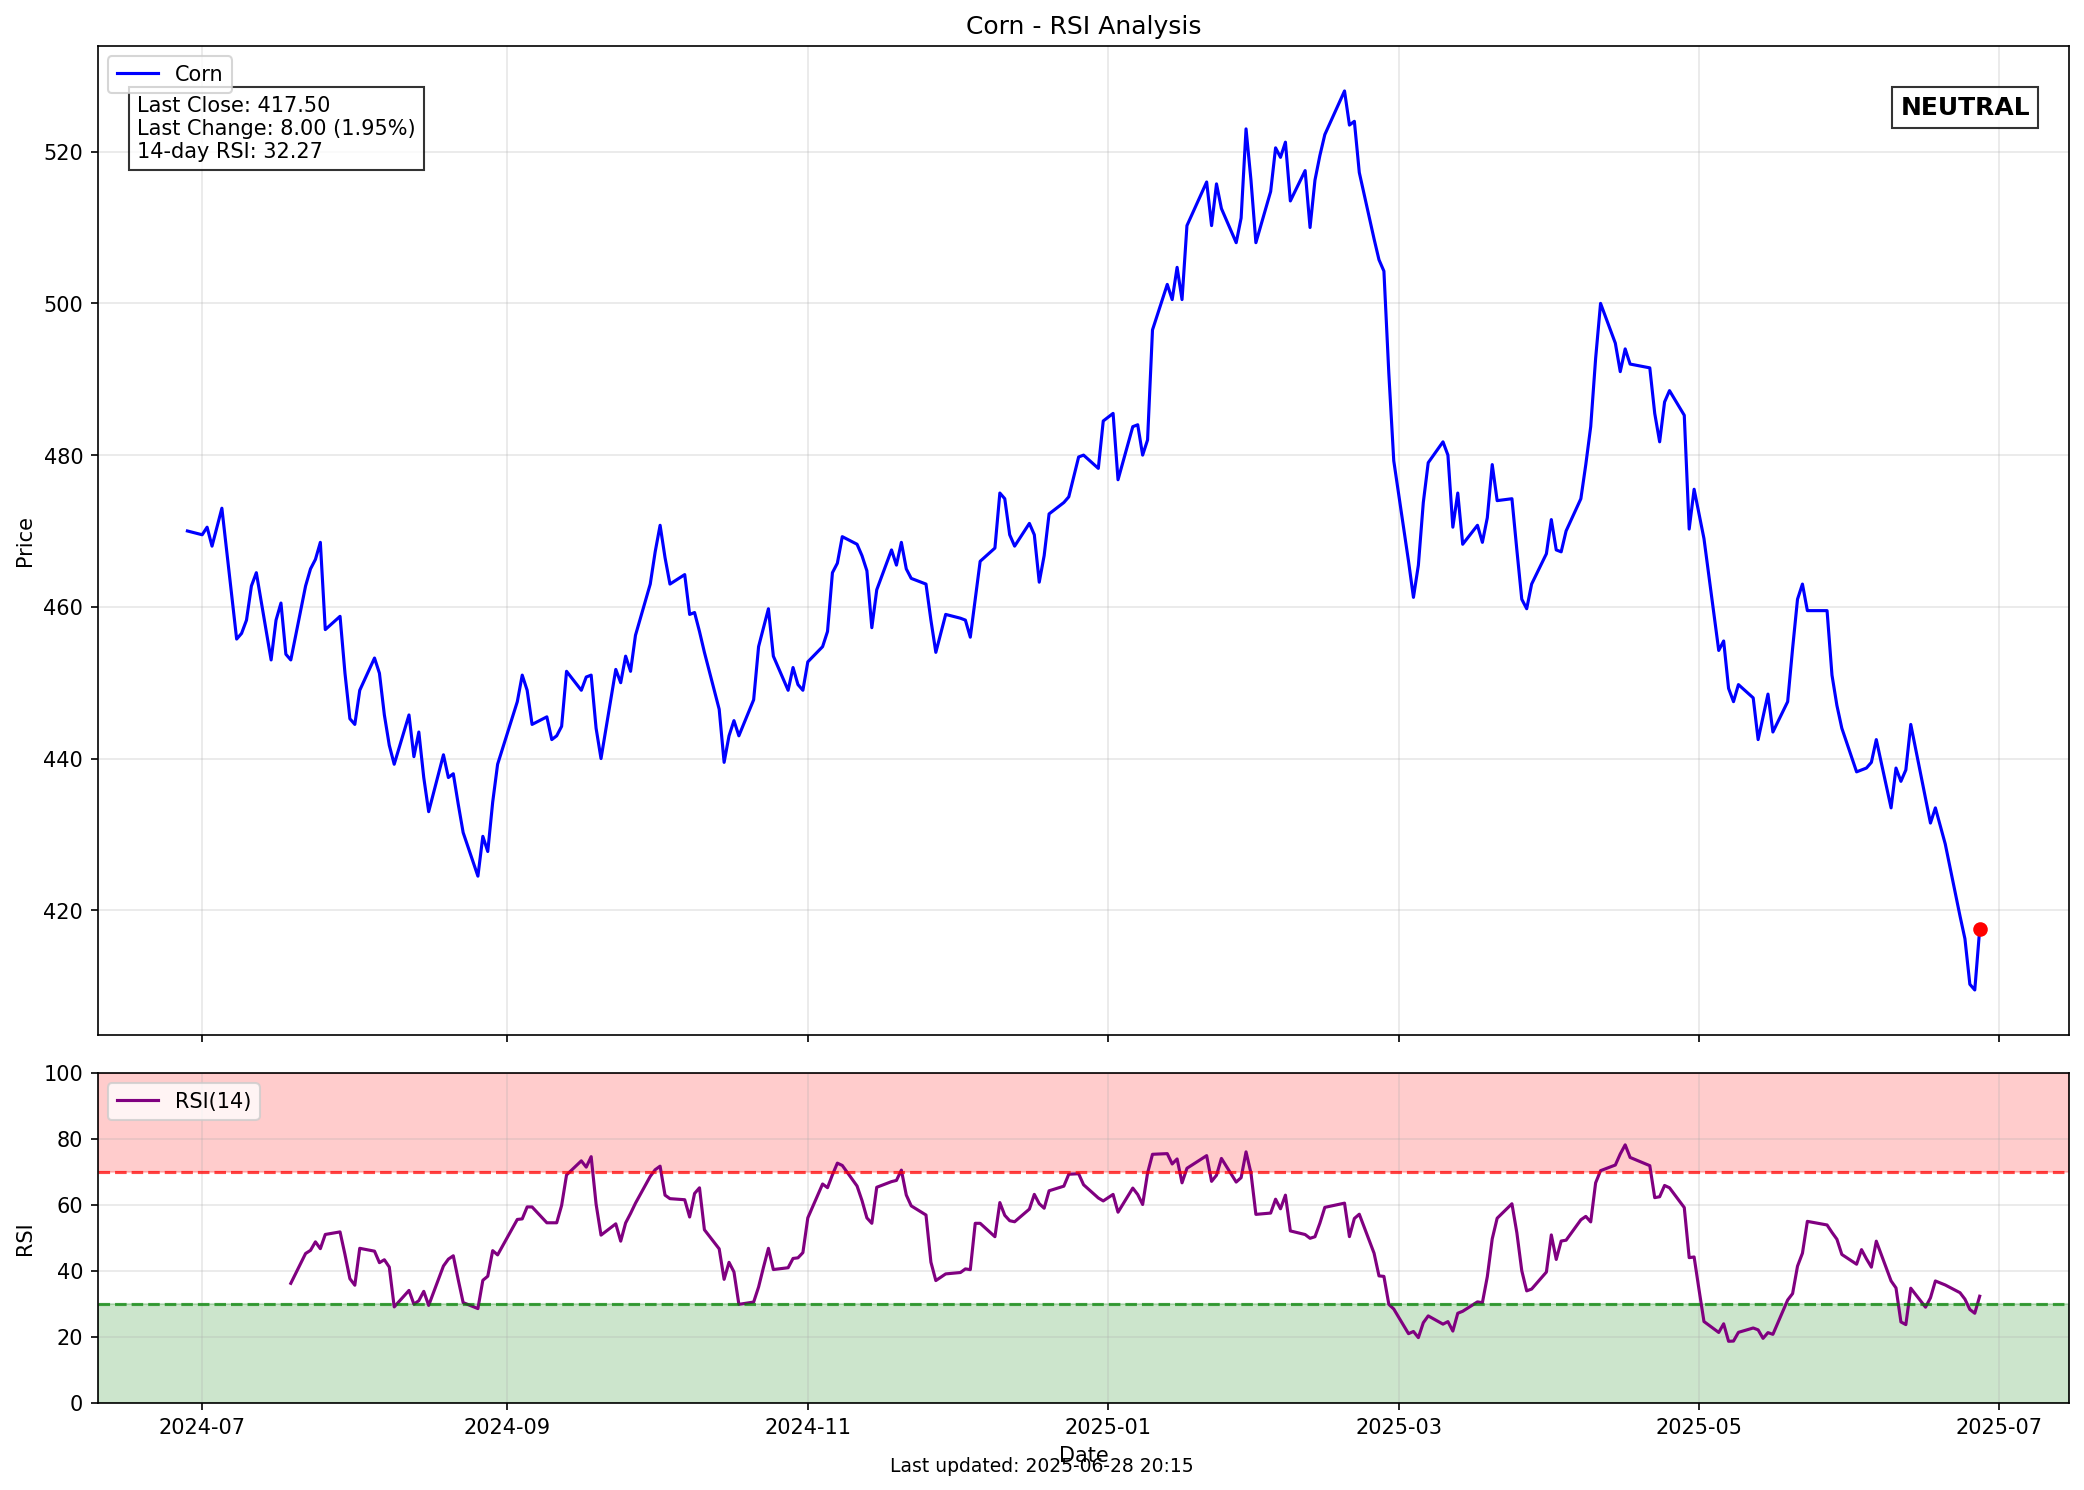 Corn - RSI Analysis
Corn
Last Close: 417.50
Last Change: 8.00 (1.95%)
14-day RSI: 32.27
NEUTRAL
520
500
480
460
440
420
Price
RSI(14)
100
80
60
40
20
0
RSI
2024-07
2024-09
2024-11
2025-01
2025-03
2025-05
2025-07
Date
Last updated: 2025-06-28 20:15